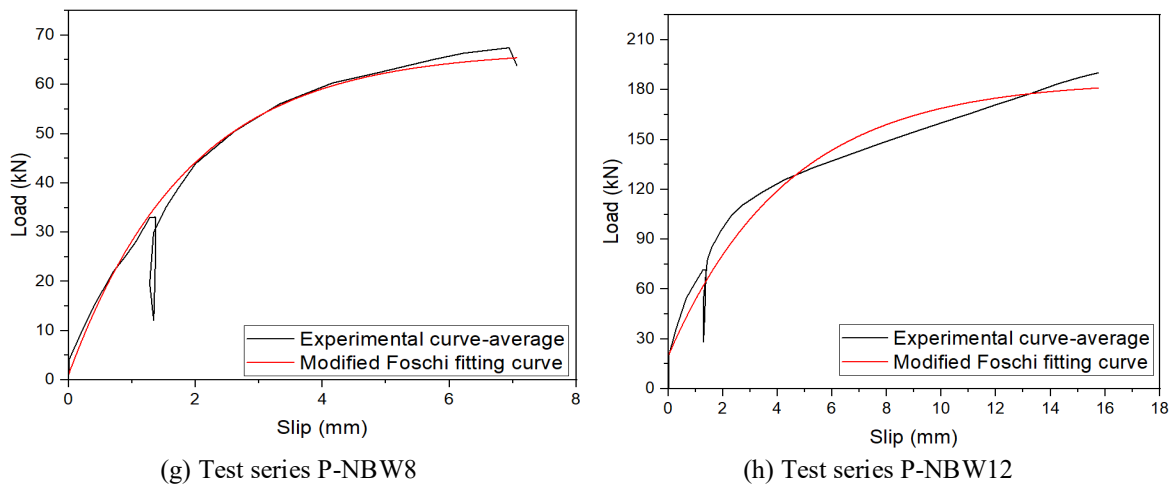 70
60
50
40
30
20
10
0
Load (kN)
0 2 4 6 8
Slip (mm)
Experimental curve-average
Modified Foschi fitting curve
(g) Test series P-NBW8
210
180
150
120
90
60
30
0
Load (kN)
0 2 4 6 8 10 12 14 16 18
Slip (mm)
Experimental curve-average
Modified Foschi fitting curve
(h) Test series P-NBW12